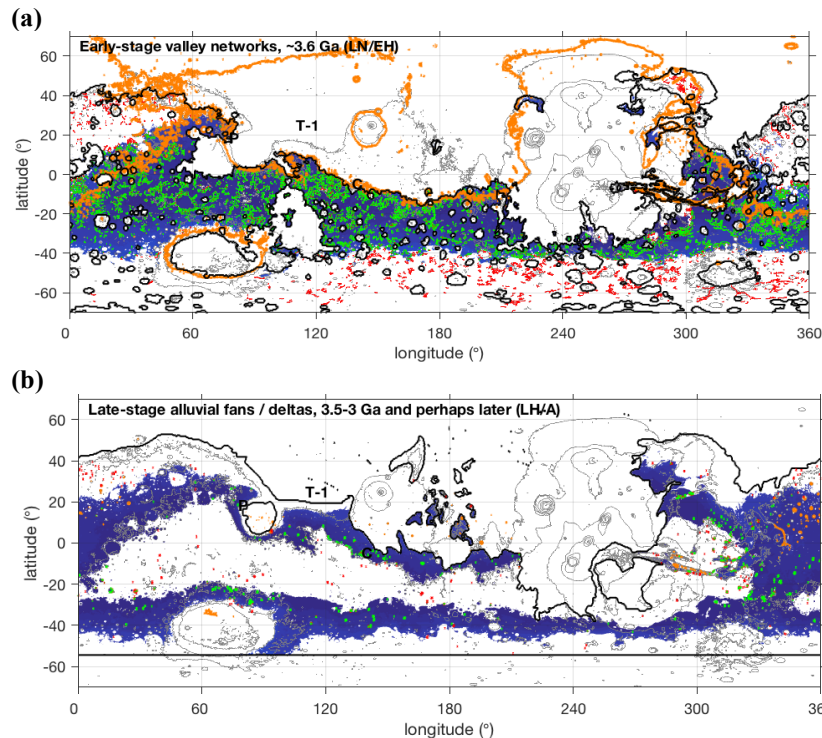 (a)
Early-stage valley networks, ~3.6 Ga (LN/EH)
60
40
20
0
-20
-40
-60
T-1
C
0
60
120
180
240
300
360
latitude (°)
longitude (°)
(b)
Late-stage alluvial fans / deltas, 3.5-3 Ga and perhaps later (LH/A)
60
40
20
0
-20
-40
-60
T-1
P
C
0
60
120
180
240
300
36
latitude (°)
longitude (°)